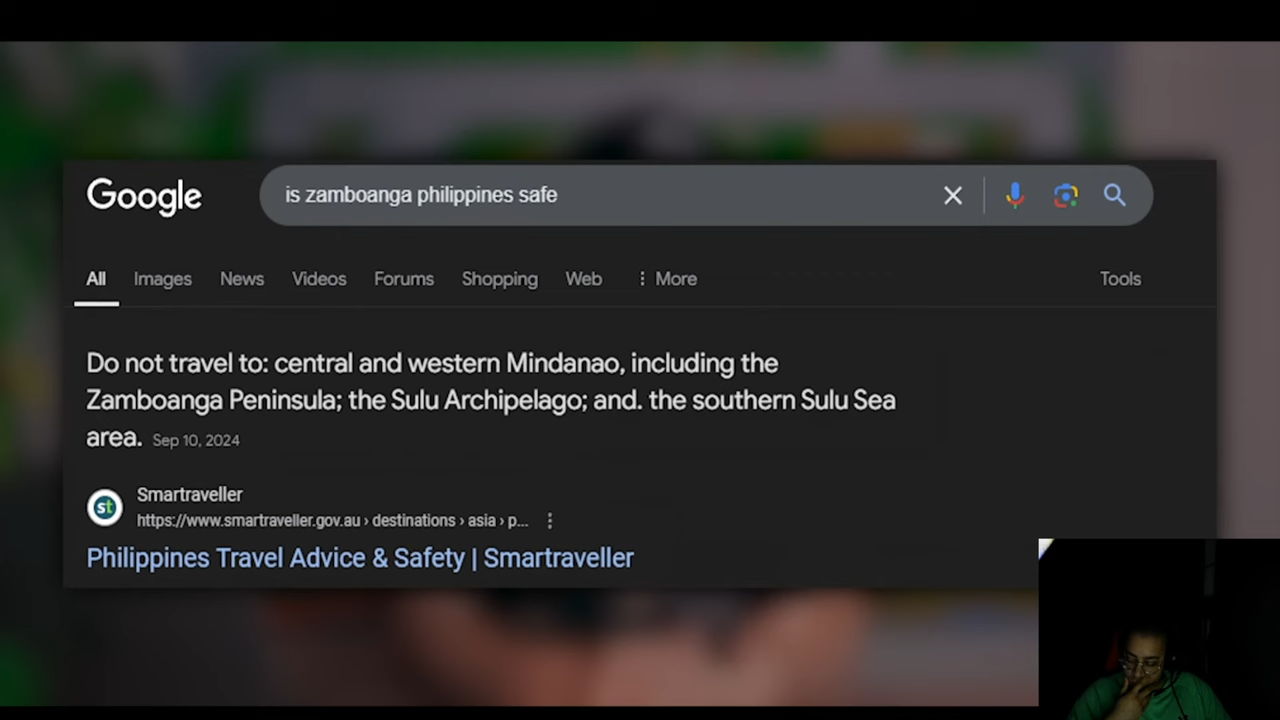 Google
is zamboanga philippines safe
All Images News Videos Forums Shopping Web More Tools
Do not travel to: central and western Mindanao, including the
Zamboanga Peninsula; the Sulu Archipelago; and. the southern Sulu Sea
area. Sep 10, 2024
st
Smartraveller
https://www.smartraveller.gov.au › destinations › asia › p...
Philippines Travel Advice & Safety | Smartraveller